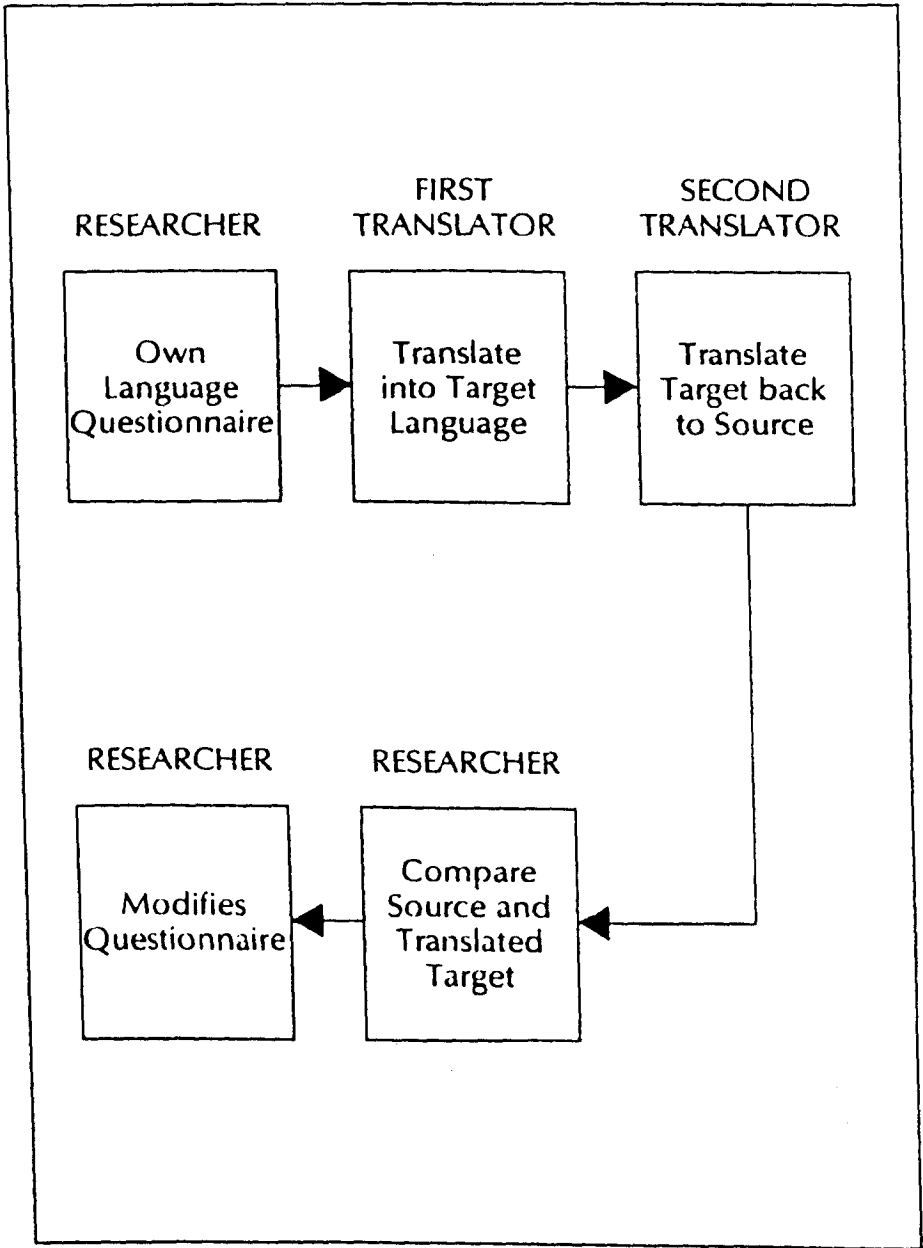 RESEARCHER
FIRST
TRANSLATOR
SECOND
TRANSLATOR
Own
Language
Questionnaire
Translate
into Target
Language
Translate
Target back
to Source
RESEARCHER
RESEARCHER
Modifies
Questionnaire
Compare
Source and
Translated
Target